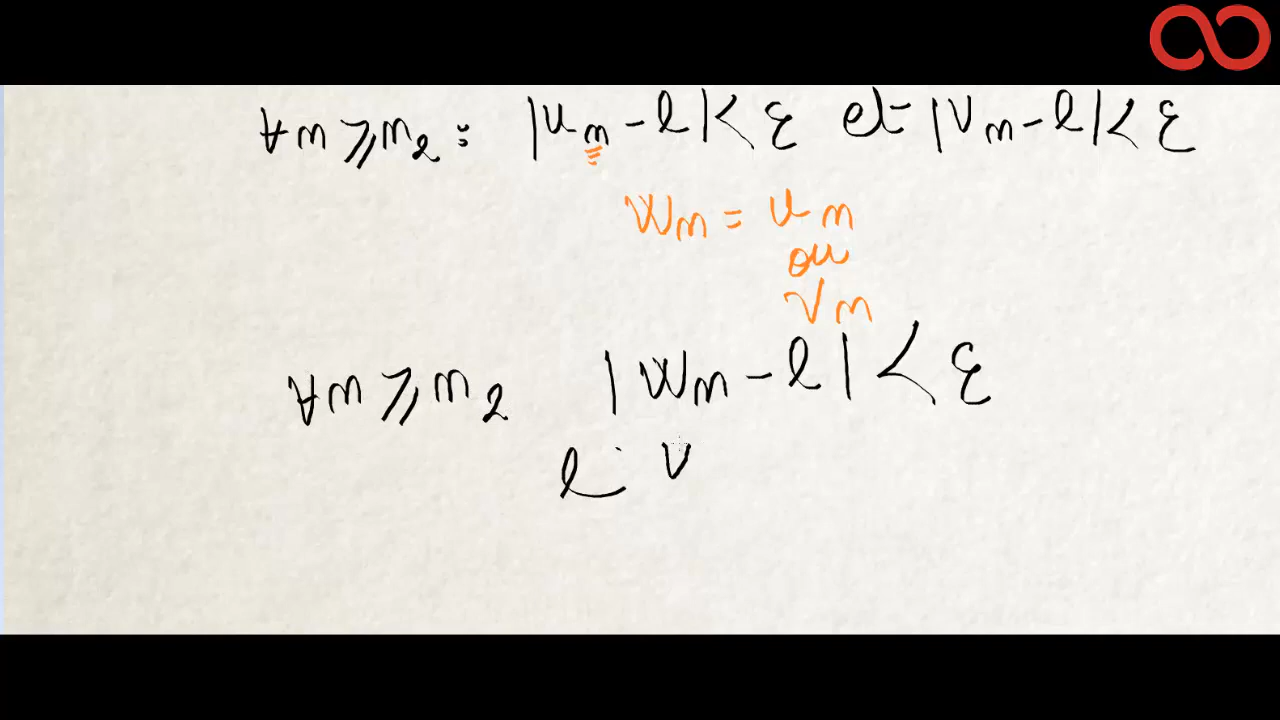 ∀n ⩾ n₂ : |un - l| < ε et |vn - l| < ε
wn = un
ou
vn
∀n ⩾ n₂ |wn - l| < ε